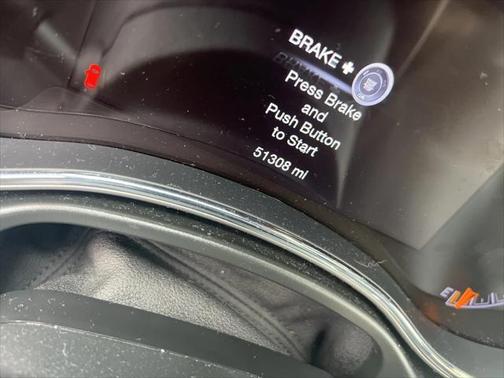 BRAKE +
Press Brake
and
Push Button
to Start
51308 mi
E